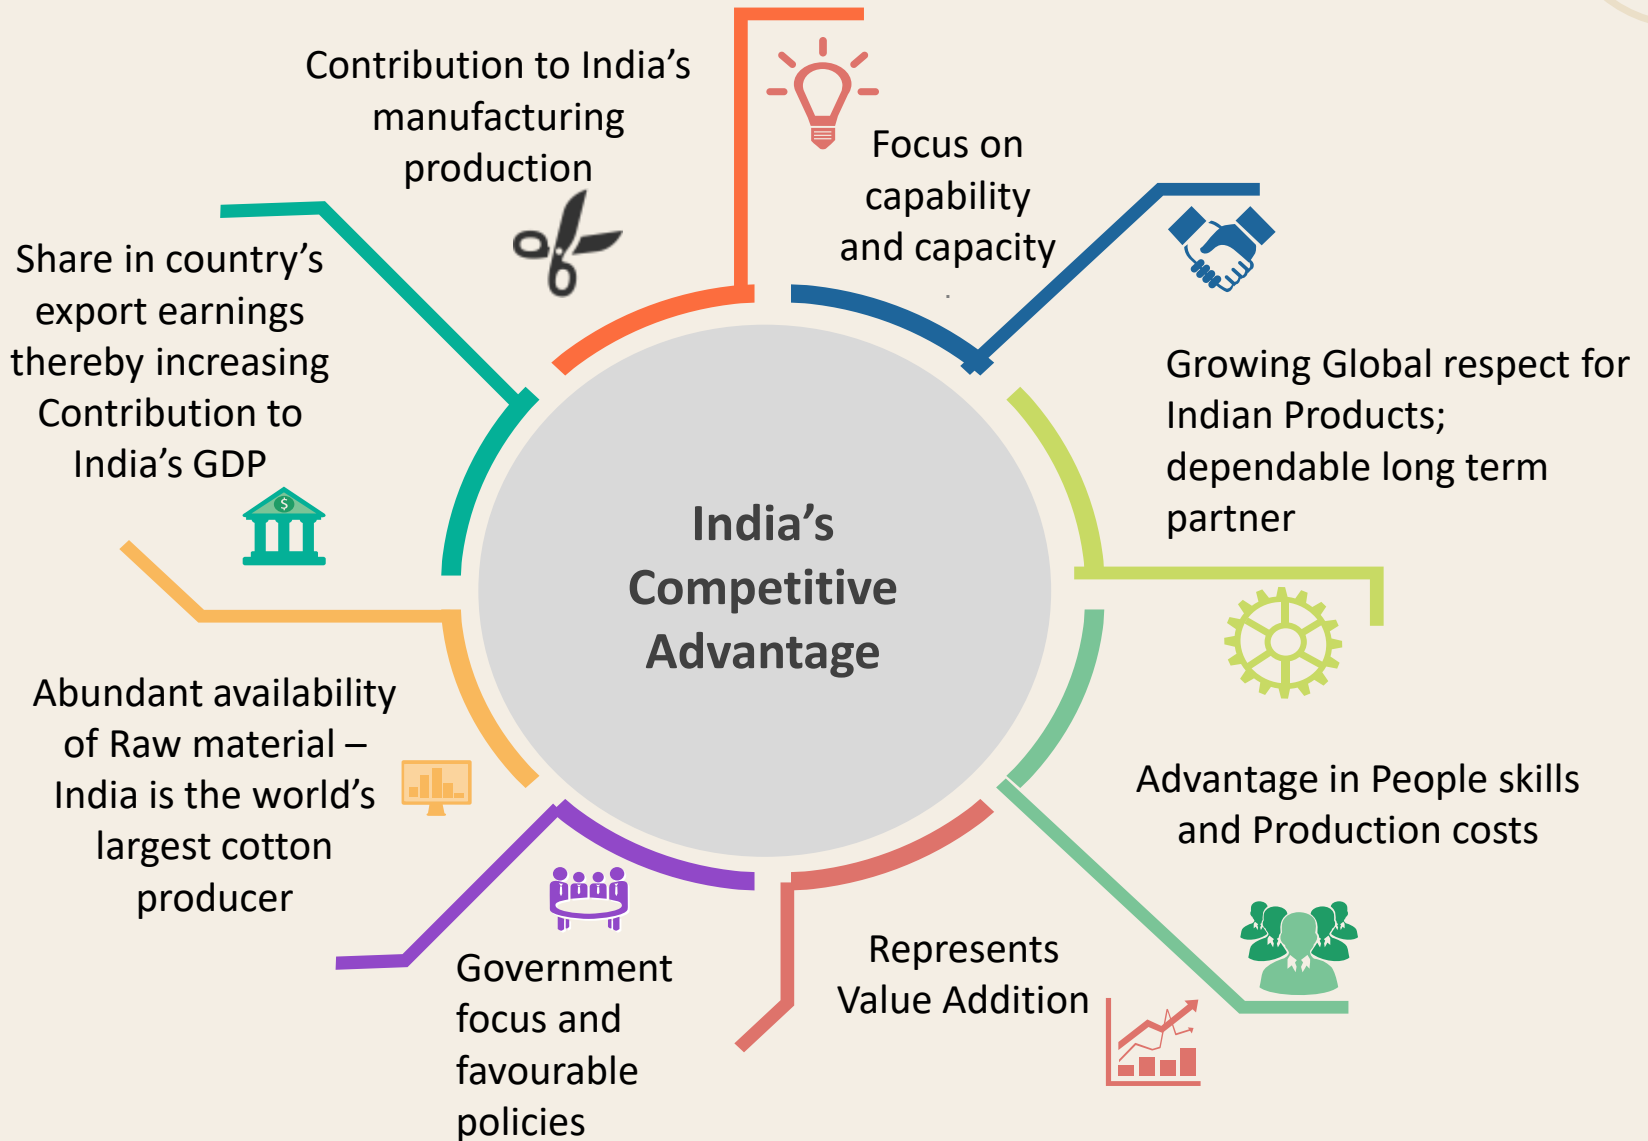 Contribution to India’s
manufacturing
production
Focus on
capability
and capacity
.
Share in country’s
export earnings
thereby increasing
Contribution to
India’s GDP
$
Growing Global respect for
Indian Products;
dependable long term
partner
India’s
Competitive
Advantage
Abundant availability
of Raw material –
India is the world’s
largest cotton
producer
Advantage in People skills
and Production costs
Government
focus and
favourable
policies
Represents
Value Addition